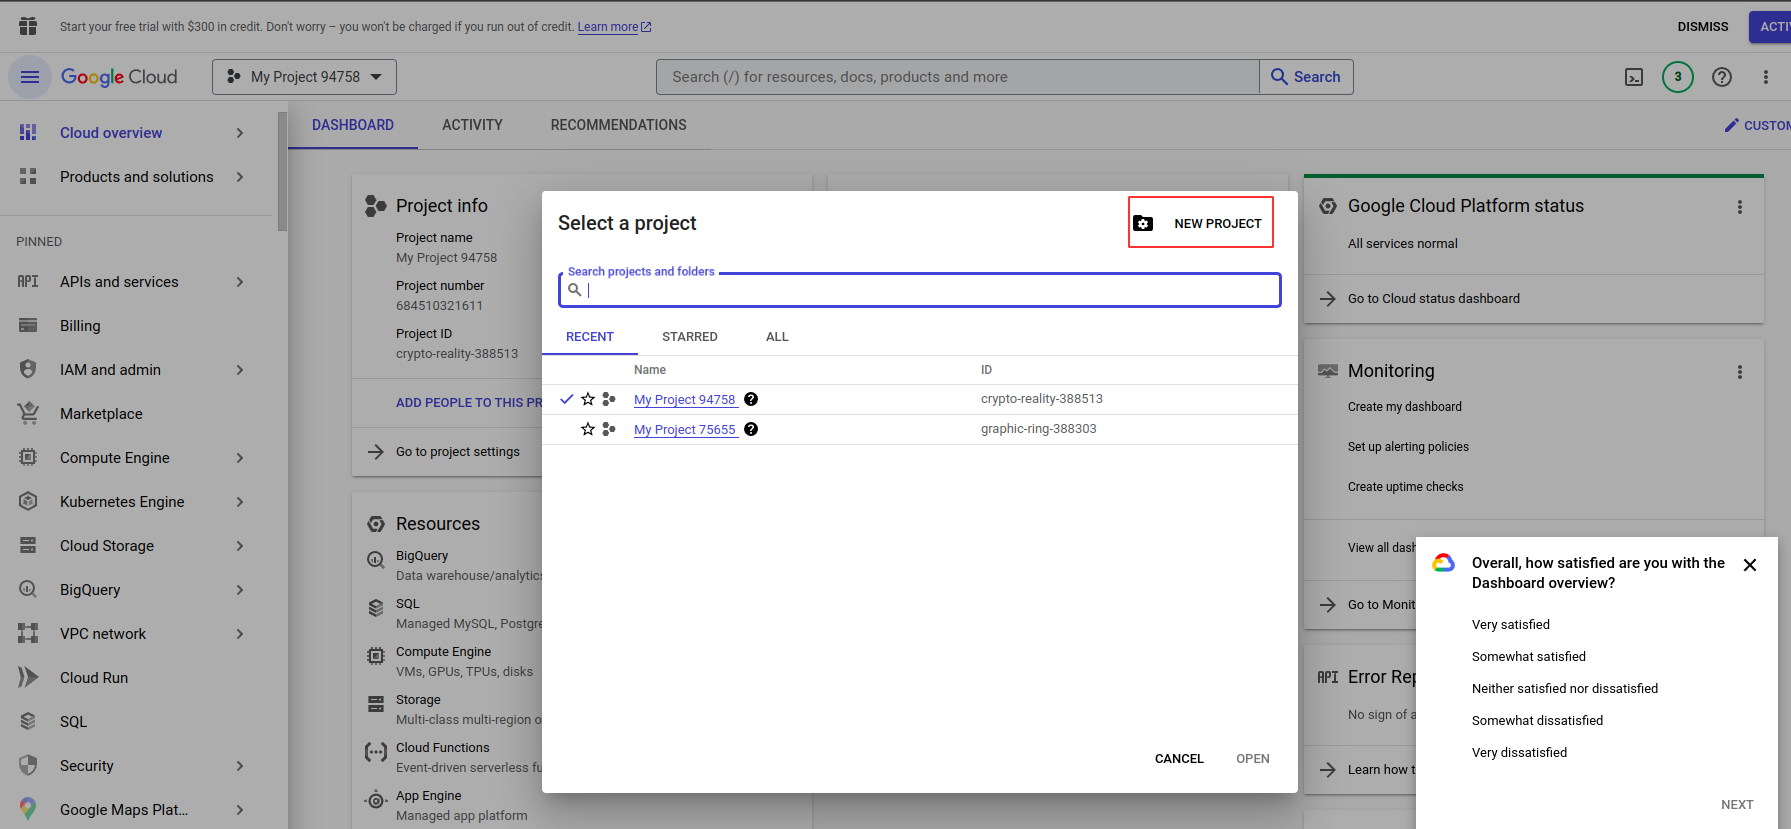 Start your free trial with $300 in credit. Don't worry – you won't be charged if you run out of credit. Learn more
DISMISS
ACTI
Google Cloud
My Project 94758
Search (/) for resources, docs, products and more
Search
3
Cloud overview
Products and solutions
PINNED
APIs and services
Billing
IAM and admin
Marketplace
Compute Engine
Kubernetes Engine
Cloud Storage
BigQuery
VPC network
Cloud Run
SQL
Security
Google Maps Plat...
DASHBOARD
ACTIVITY
RECOMMENDATIONS
CUSTOM
Project info
Project name
My Project 94758
Project number
684510321611
Project ID
crypto-reality-388513
ADD PEOPLE TO THIS PR
Go to project settings
Resources
BigQuery
Data warehouse/analytics
SQL
Managed MySQL, Postgre
Compute Engine
VMs, GPUs, TPUs, disks
Storage
Multi-class multi-region o
Cloud Functions
Event-driven serverless fu
App Engine
Managed app platform
Select a project
NEW PROJECT
Search projects and folders
RECENT
STARRED
ALL
Name
ID
My Project 94758
crypto-reality-388513
My Project 75655
graphic-ring-388303
CANCEL
OPEN
Google Cloud Platform status
All services normal
Go to Cloud status dashboard
Monitoring
Create my dashboard
Set up alerting policies
Create uptime checks
View all dash
Go to Monit
API
Error Rep
No sign of a
Learn how t
Overall, how satisfied are you with the
Dashboard overview?
Very satisfied
Somewhat satisfied
Neither satisfied nor dissatisfied
Somewhat dissatisfied
Very dissatisfied
NEXT